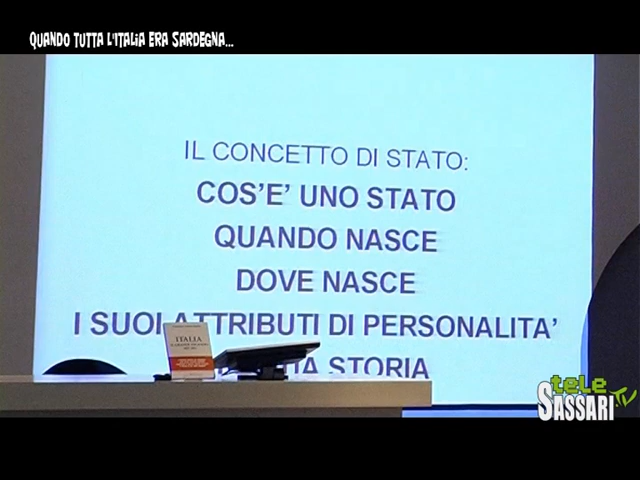 QUANDO TUTTA L'ITALIA ERA SARDEGNA...
IL CONCETTO DI STATO:
COS'E' UNO STATO
QUANDO NASCE
DOVE NASCE
I SUOI ATTRIBUTI DI PERSONALITA'
STORIA
ITALIA
tele
SASSARI TV